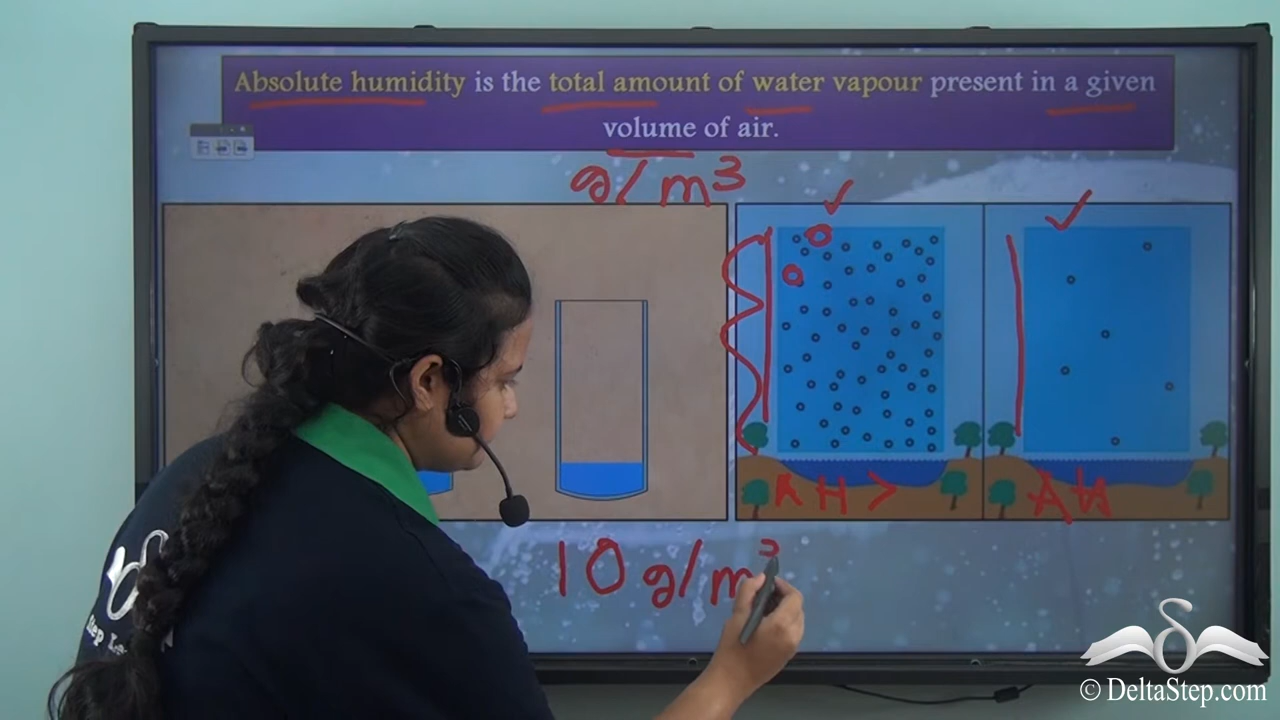 Absolute humidity is the total amount of water vapour present in a given
volume of air.
g/m3
AH > AH
10 g/m3
© DeltaStep.com